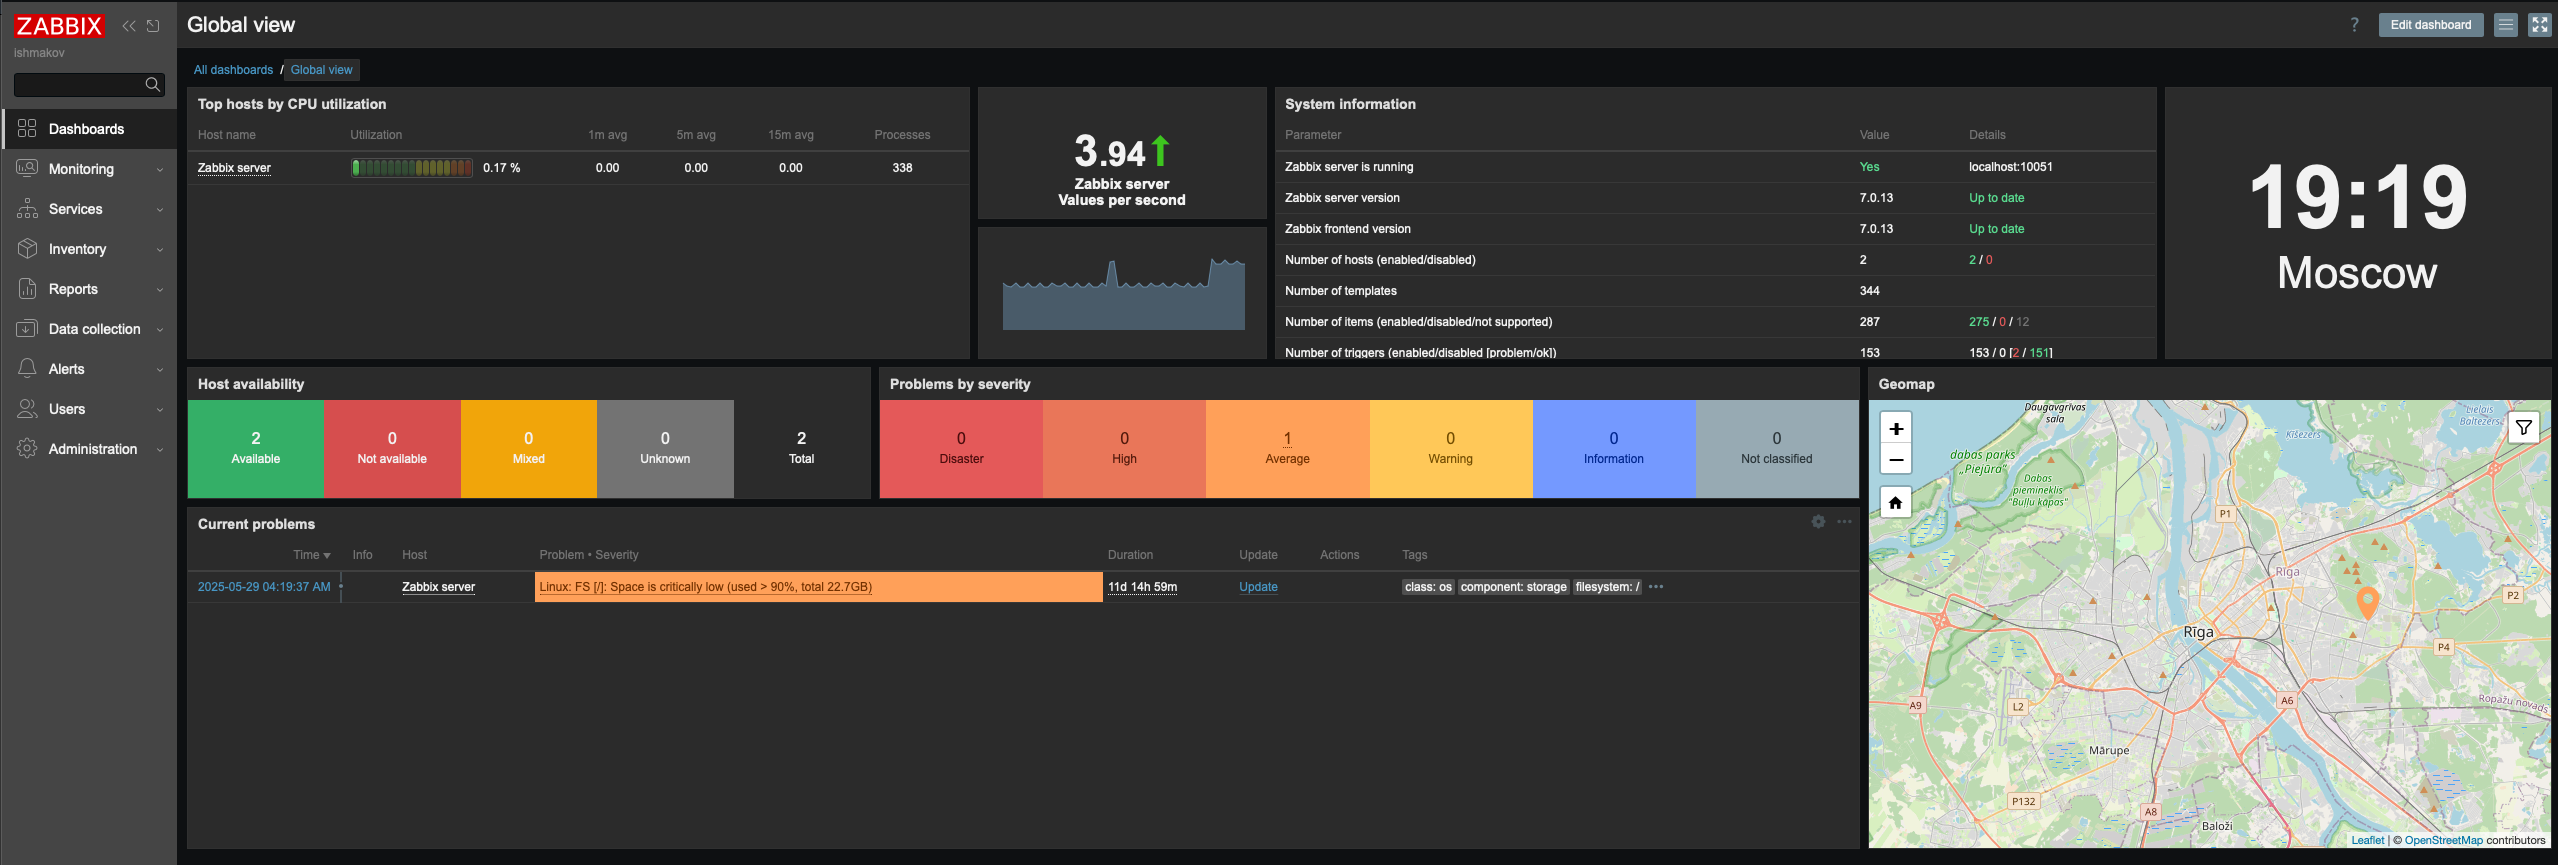 ZABBIX
ishmakov
Dashboards
Monitoring
Services
Inventory
Reports
Data collection
Alerts
Users
Administration
Global view
? Edit dashboard
All dashboards / Global view
Top hosts by CPU utilization
Host name Utilization 1m avg 5m avg 15m avg Processes
Zabbix server 0.17 % 0.00 0.00 0.00 338
3.94
Zabbix server
Values per second
System information
Parameter Value Details
Zabbix server is running Yes localhost:10051
Zabbix server version 7.0.13 Up to date
Zabbix frontend version 7.0.13 Up to date
Number of hosts (enabled/disabled) 2 2 / 0
Number of templates 344
Number of items (enabled/disabled/not supported) 287 275 / 0 / 12
Number of triggers (enabled/disabled [problem/ok]) 153 153 / 0 [2 / 151]
19:19
Moscow
Host availability
2 0 0 0 2
Available Not available Mixed Unknown Total
Problems by severity
0 0 1 0 0 0
Disaster High Average Warning Information Not classified
Current problems
Time Info Host Problem • Severity Duration Update Actions Tags
2025-05-29 04:19:37 AM Zabbix server Linux: FS [/]: Space is critically low (used > 90%, total 22.7GB) 11d 14h 59m Update class: os component: storage filesystem: /
Geomap
+
−
Daugavgrīvas
sala
Lielais
Baltezers
Ķīšezers
dabas parks
„Piejūra"
Dabas
piemineklis
"Buļļu kāpas"
P1
Rīga
P2
Rīga
P4
A9
L2
A6
Ropažu novads
Mārupe
P132
A8
Baloži
Leaflet | © OpenStreetMap contributors